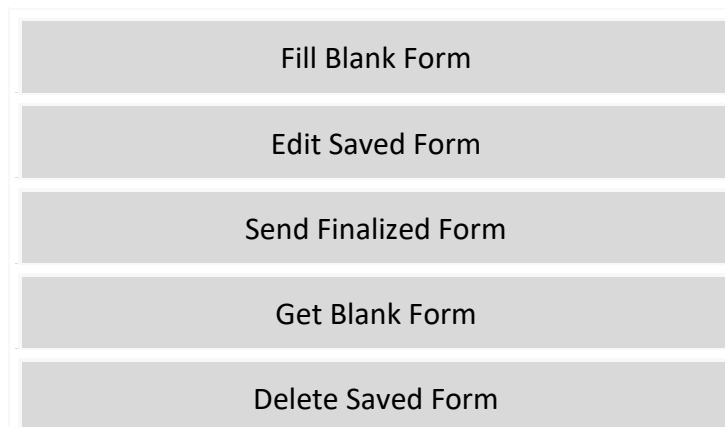 Fill Blank Form
Edit Saved Form
Send Finalized Form
Get Blank Form
Delete Saved Form